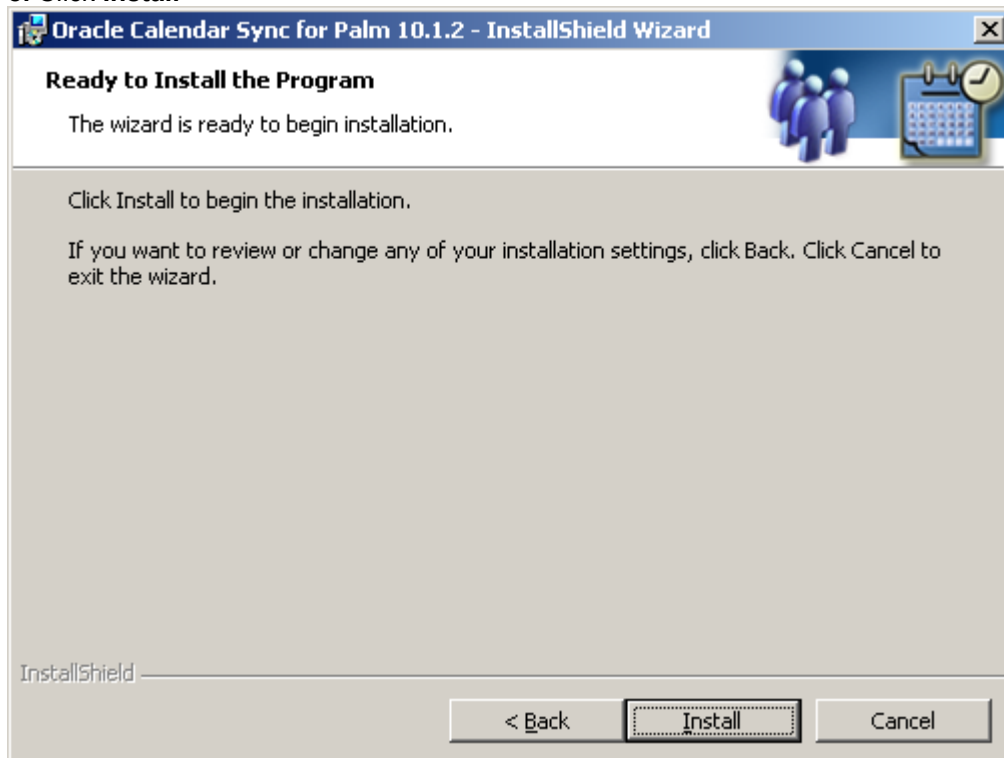 Click Install
Oracle Calendar Sync for Palm 10.1.2 - InstallShield Wizard
Ready to Install the Program
The wizard is ready to begin installation.
Click Install to begin the installation.
If you want to review or change any of your installation settings, click Back. Click Cancel to
exit the wizard.
InstallShield
< Back Install Cancel